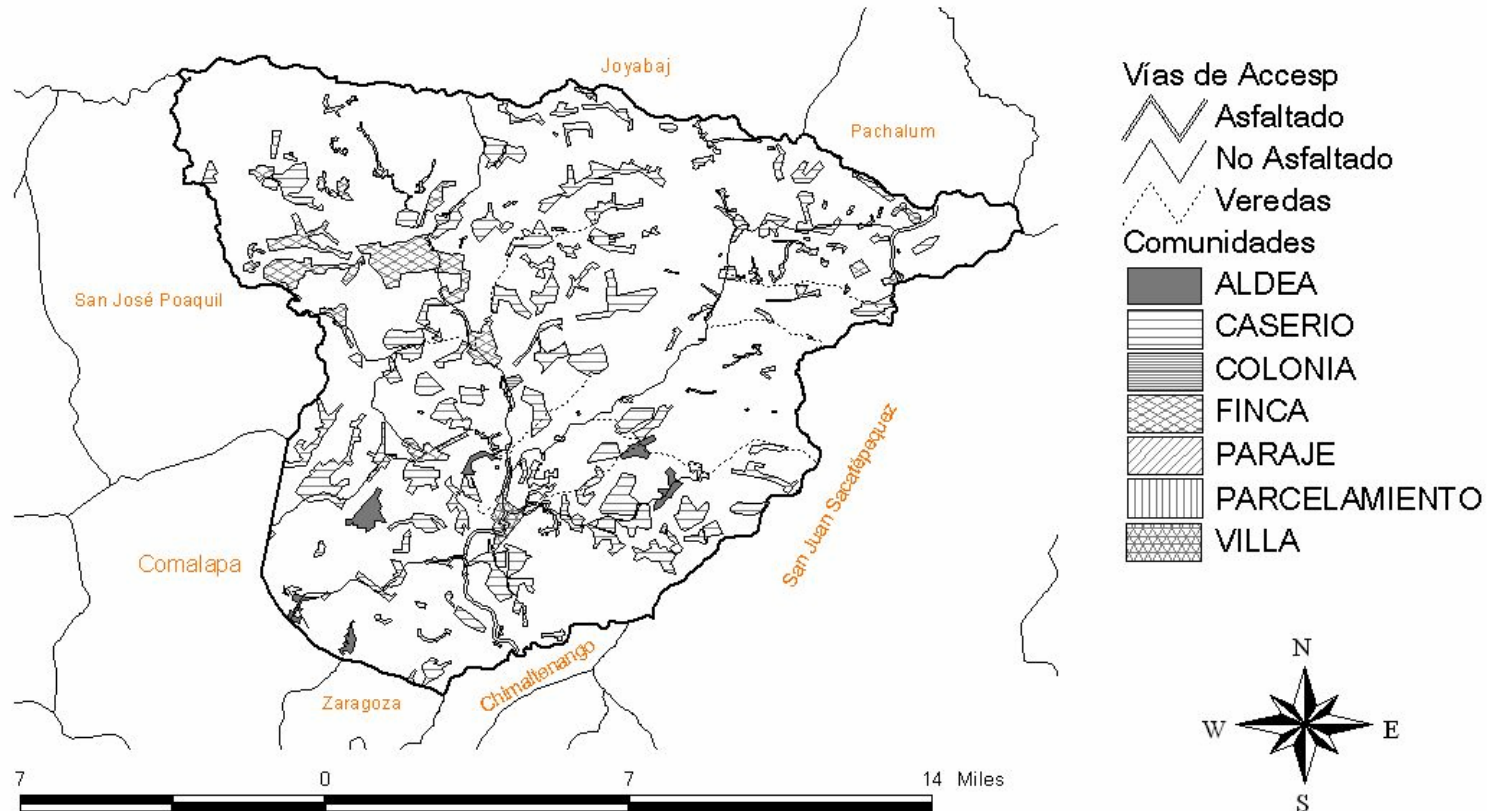 Joyabaj
Pachalum
San José Poaquil
San Juan Sacatépequez
Comalapa
Chimaltenango
Zaragoza
7 0 7 14 Miles
Vías de Accesp
Asfaltado
No Asfaltado
Veredas
Comunidades
ALDEA
CASERIO
COLONIA
FINCA
PARAJE
PARCELAMIENTO
VILLA
N
W E
S